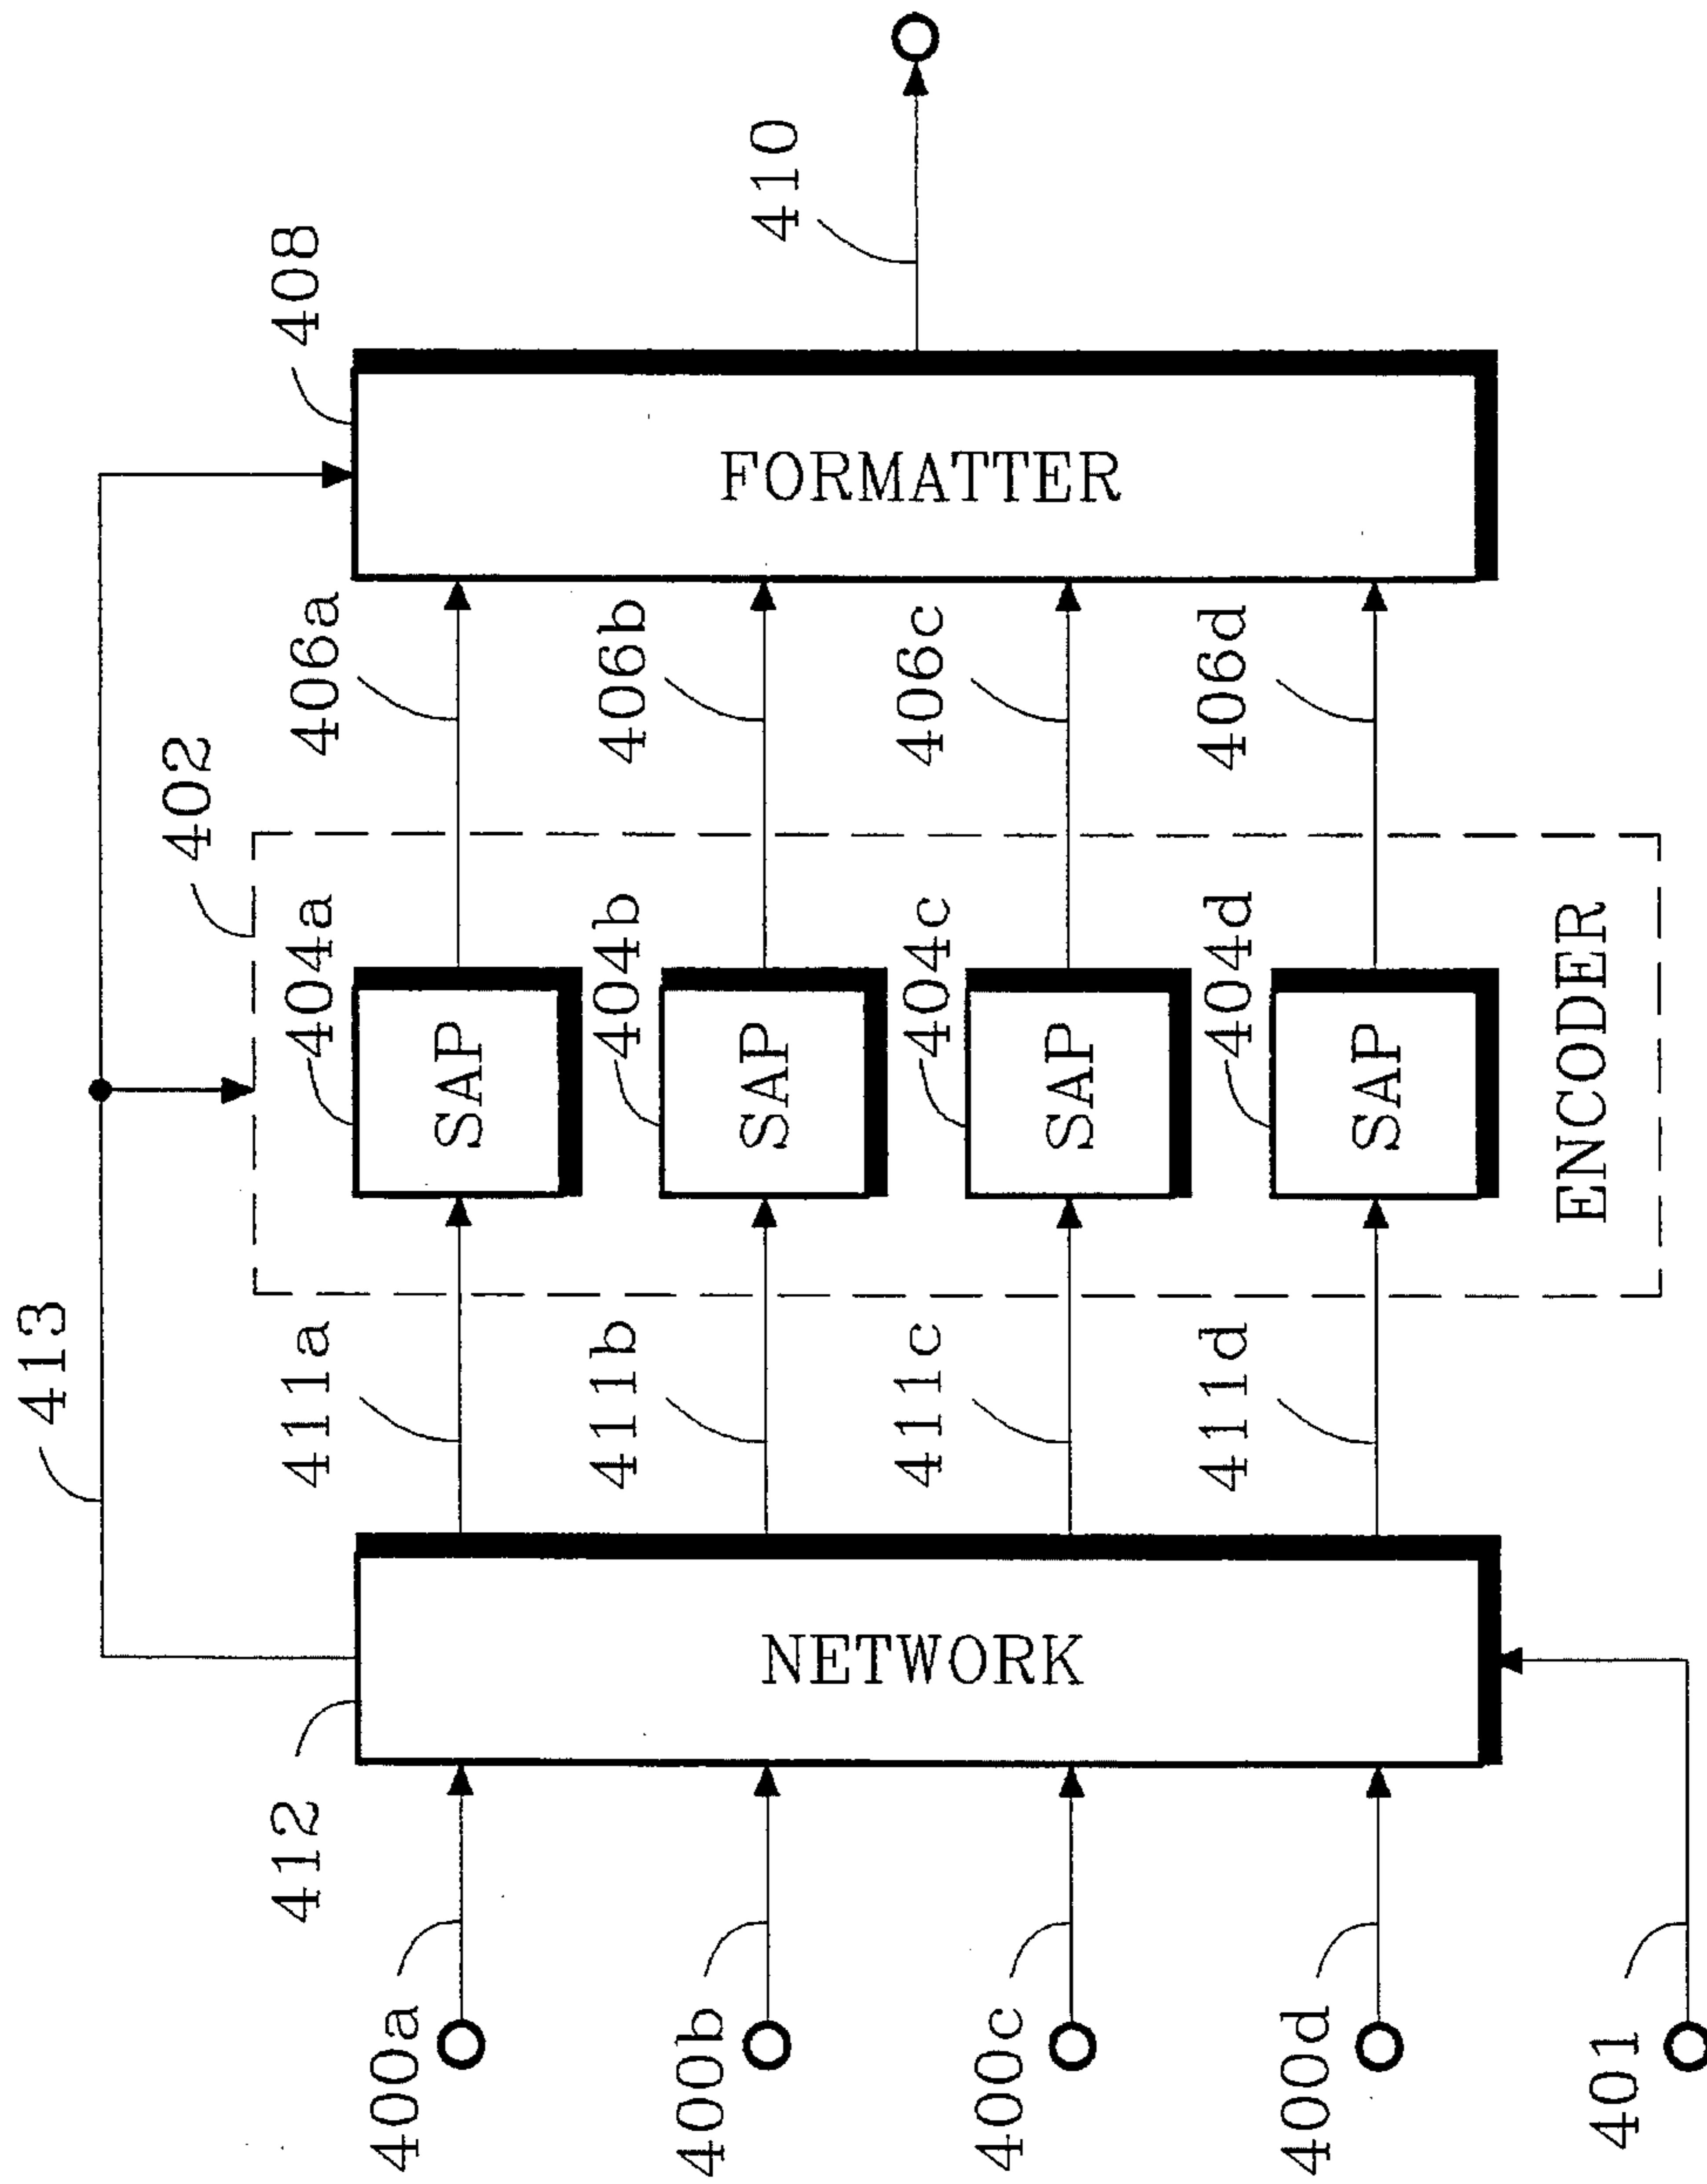 413
402
408
410
412
411a
404a
406a
400a
SAP
411b
404b
406b
400b
SAP
NETWORK
FORMATTER
411c
404c
406c
400c
SAP
411d
404d
406d
400d
SAP
ENCODER
401